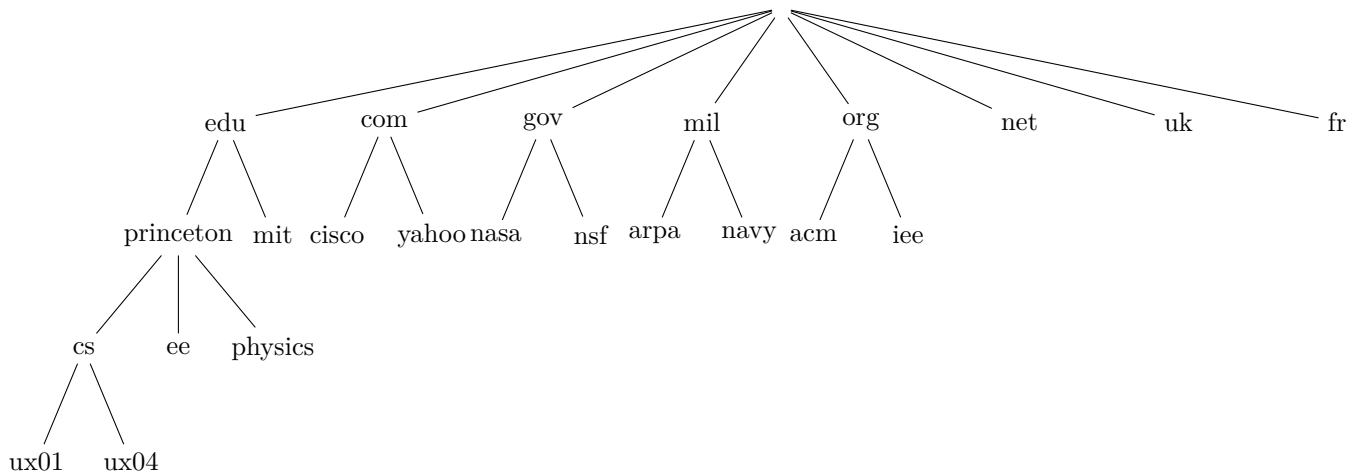 edu com gov mil org net uk fr
princeton mit cisco yahoo nasa nsf arpa navy acm iee
cs ee physics
ux01 ux04